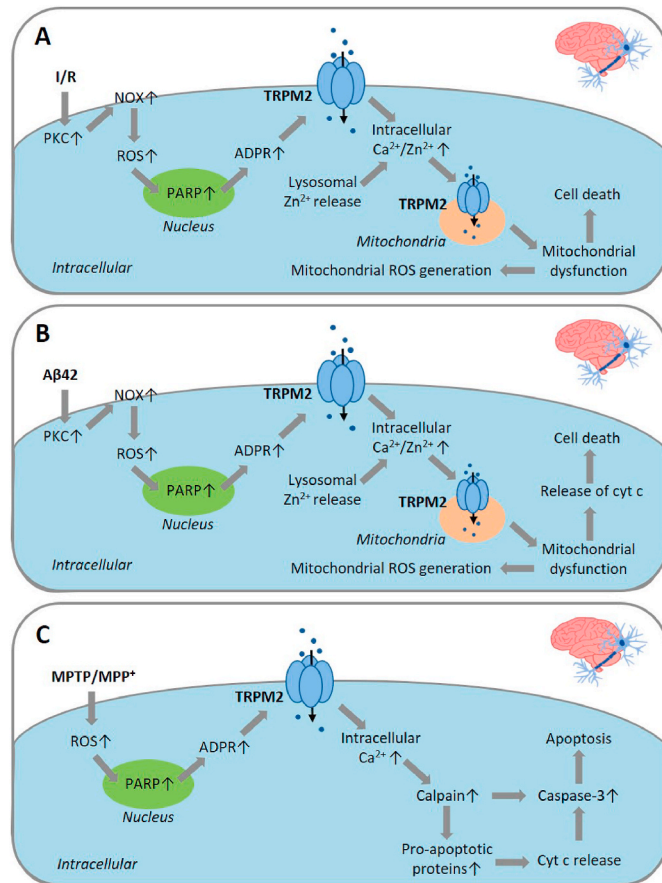 A
I/R
NOX↑
PKC↑
ROS↑
PARP↑
Nucleus
ADPR↑
TRPM2
Intracellular
Ca²⁺/Zn²⁺ ↑
Lysosomal
Zn²⁺ release
TRPM2
Mitochondria
Cell death
Mitochondrial
dysfunction
Mitochondrial ROS generation
Intracellular
B
Aβ42
NOX↑
PKC↑
ROS↑
PARP↑
Nucleus
ADPR↑
TRPM2
Intracellular
Ca²⁺/Zn²⁺ ↑
Lysosomal
Zn²⁺ release
TRPM2
Mitochondria
Cell death
Release of cyt c
Mitochondrial
dysfunction
Mitochondrial ROS generation
Intracellular
C
MPTP/MPP⁺
ROS↑
PARP↑
Nucleus
ADPR↑
TRPM2
Intracellular
Ca²⁺ ↑
Calpain↑
Pro-apoptotic
proteins↑
Cyt c release
Caspase-3↑
Apoptosis
Intracellular